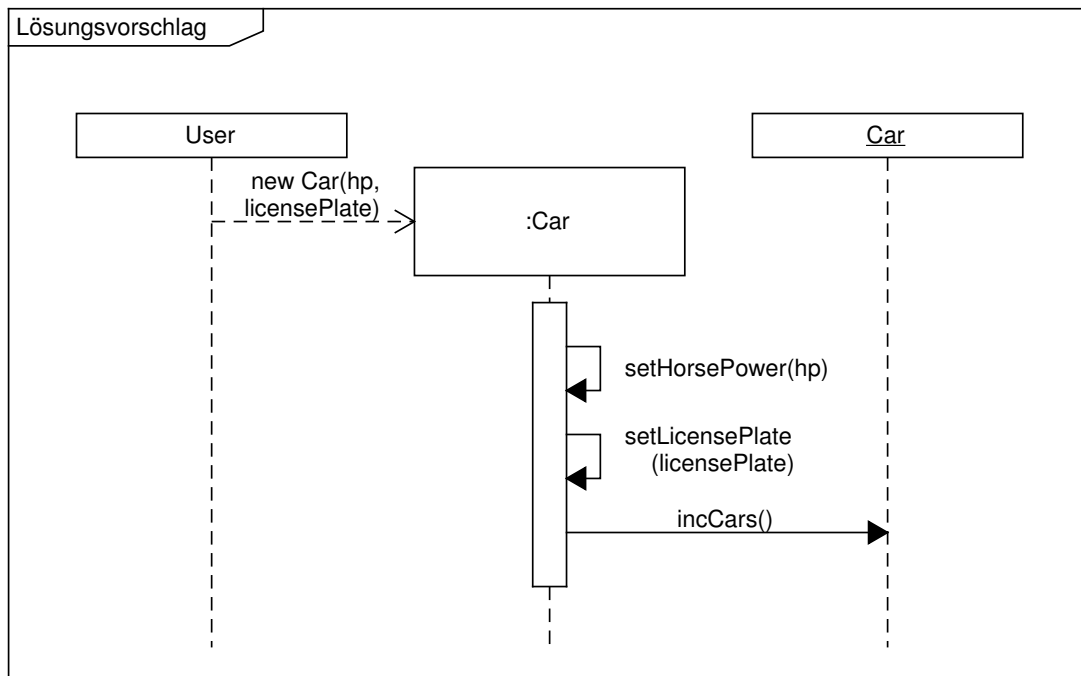 Lösungsvorschlag
User
Car
new Car(hp,
licensePlate)
:Car
setHorsePower(hp)
setLicensePlate
(licensePlate)
incCars()